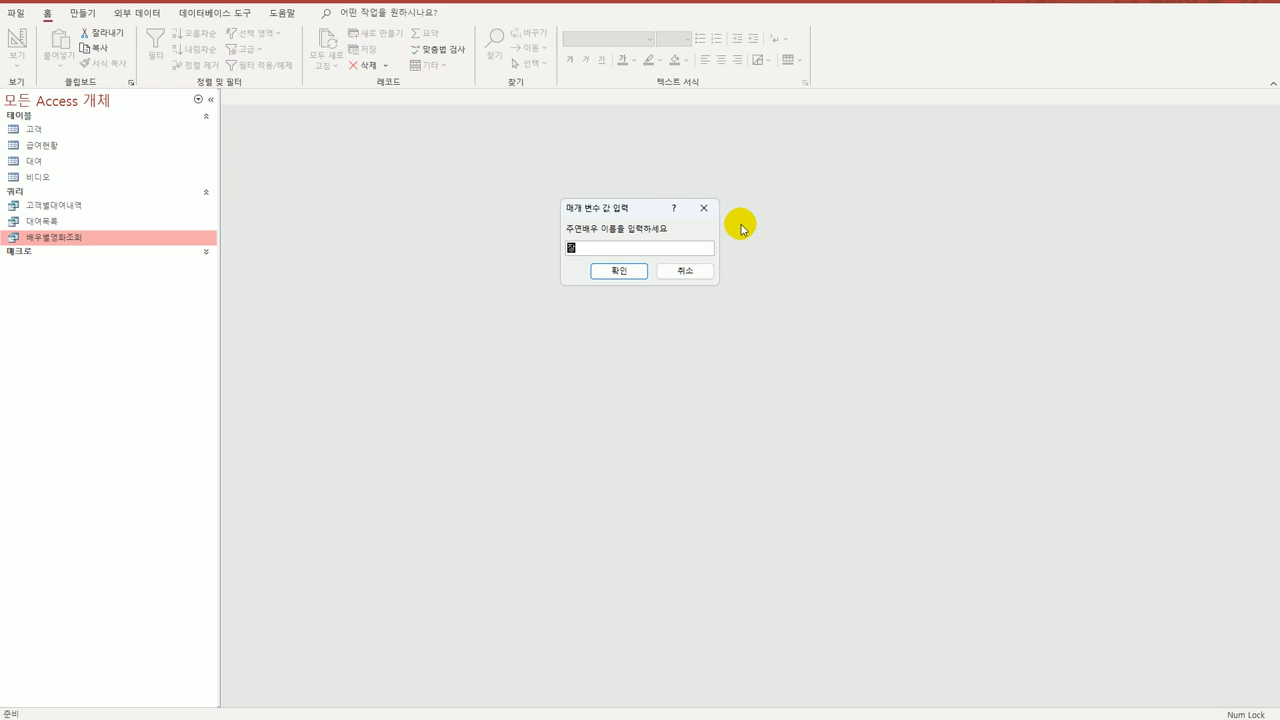 파일 홈 만들기 외부 데이터 데이터베이스 도구 도움말 어떤 작업을 원하시나요?
보기
보기
붙여넣기
잘라내기
복사
서식 복사
클립보드
필터
오름차순
내림차순
정렬 제거
선택 영역
고급
필터 적용/해제
정렬 및 필터
모두 새로 고침
새로 만들기
저장
삭제
요약
맞춤법 검사
기타
레코드
찾기
바꾸기
이동
선택
찾기
가 가 가
텍스트 서식
모든 Access 개체
테이블
고객
급여현황
대여
비디오
쿼리
고객별대여내역
대여목록
배우별영화조회
매크로
매개 변수 값 입력 ?
주연배우 이름을 입력하세요
확인 취소
준비
Num Lock